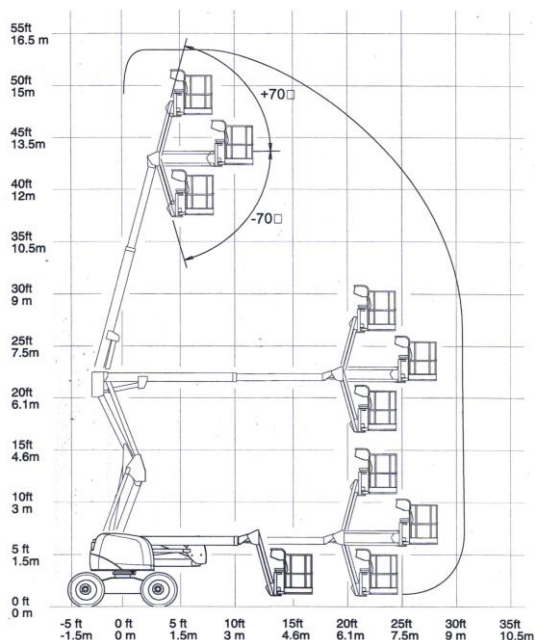 55ft
16.5 m
50ft
15m
+70□
45ft
13.5m
40ft
12m
-70□
35ft
10.5m
30ft
9 m
25ft
7.5m
20ft
6.1m
15ft
4.6m
10ft
3 m
5 ft
1.5m
0 ft
0 m
-5 ft 0 ft 5 ft 10ft 15ft 20ft 25ft 30ft 35ft
-1.5m 0 m 1.5m 3 m 4.6m 6.1m 7.5m 9 m 10.5m